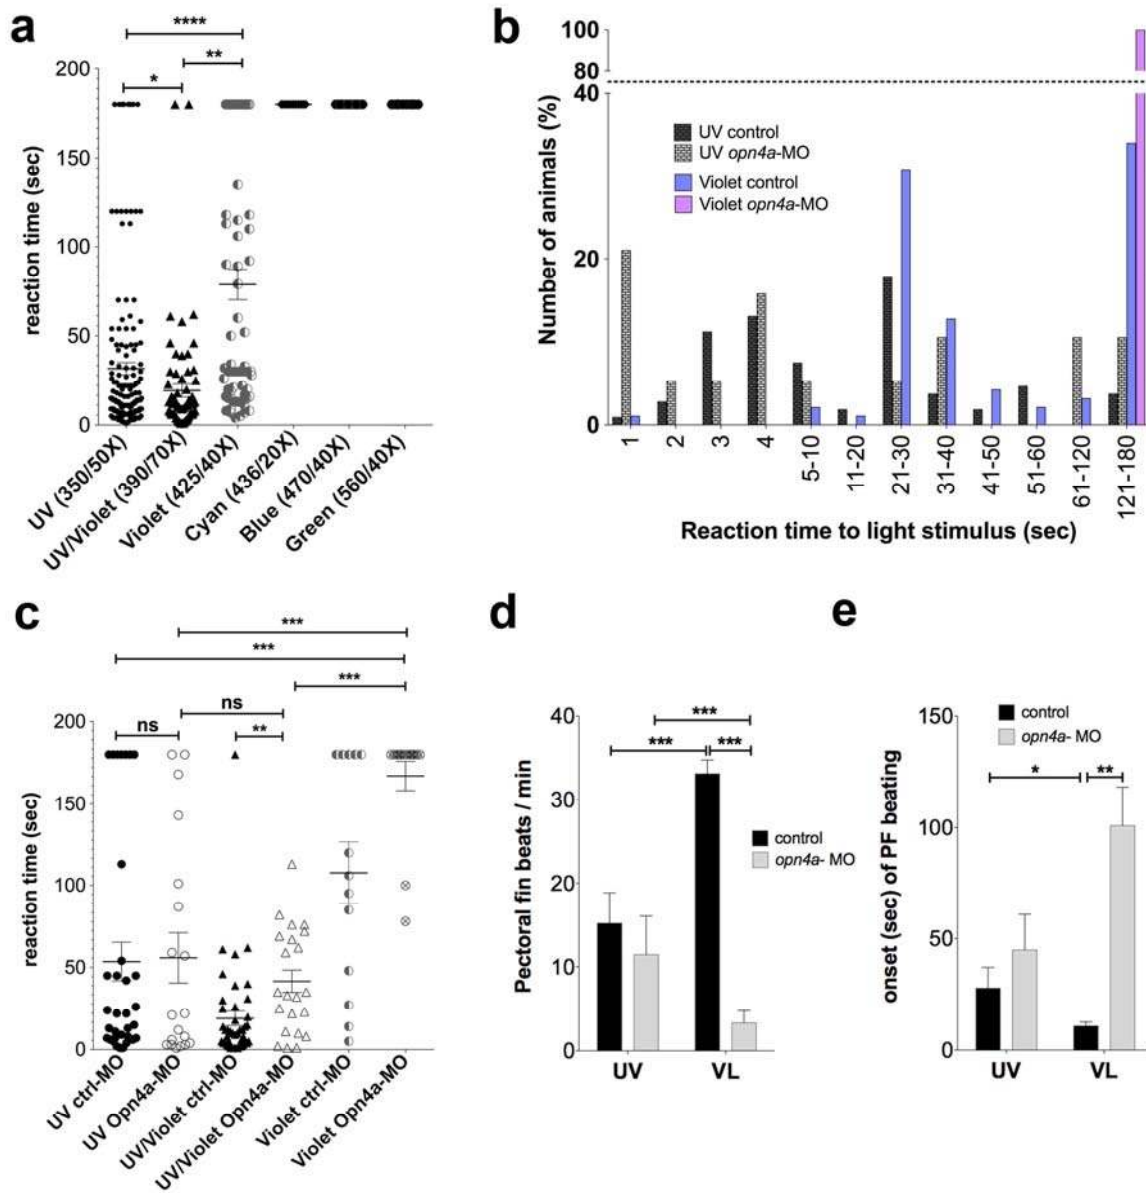 a
****
*
**
reaction time (sec)
200
150
100
50
0
UV (350/50X)
UV/Violet (390/70X)
Violet (425/40X)
Cyan (436/20X)
Blue (470/40X)
Green (560/40X)
b
Number of animals (%)
100
80
40
20
0
UV control
UV opn4a-MO
Violet control
Violet opn4a-MO
1
2
3
4
5-10
11-20
21-30
31-40
41-50
51-60
61-120
121-180
Reaction time to light stimulus (sec)
c
***
***
***
ns
ns
**
reaction time (sec)
200
150
100
50
0
UV ctrl-MO
UV Opn4a-MO
UV/Violet ctrl-MO
UV/Violet Opn4a-MO
Violet ctrl-MO
Violet Opn4a-MO
d
Pectoral fin beats / min
40
30
20
10
0
***
***
***
control
opn4a- MO
UV
VL
e
onset (sec) of PF beating
150
100
50
0
control
opn4a- MO
*
**
UV
VL